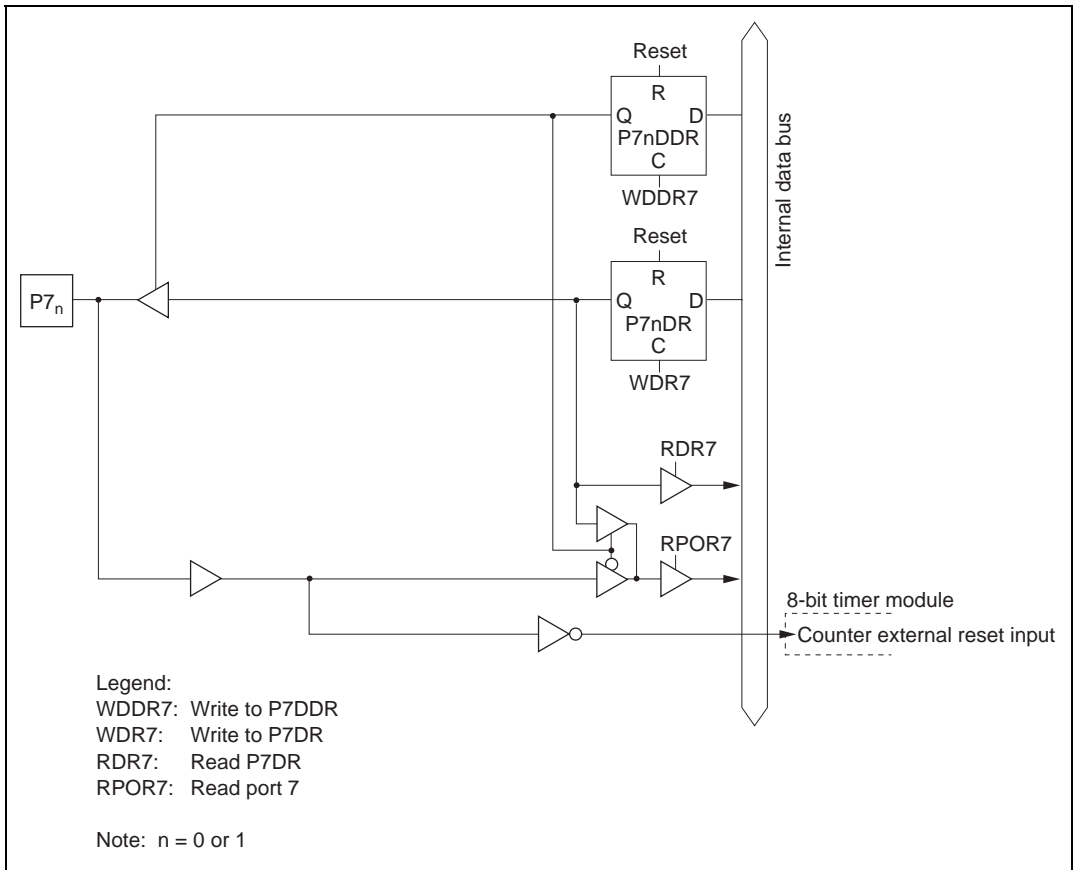 Reset
R
Q D
P7nDDR
C
WDDR7
Internal data bus
Reset
R
Q D
P7nDR
C
WDR7
P7n
RDR7
RPOR7
8-bit timer module
Counter external reset input
Legend:
WDDR7: Write to P7DDR
WDR7: Write to P7DR
RDR7: Read P7DR
RPOR7: Read port 7
Note: n = 0 or 1